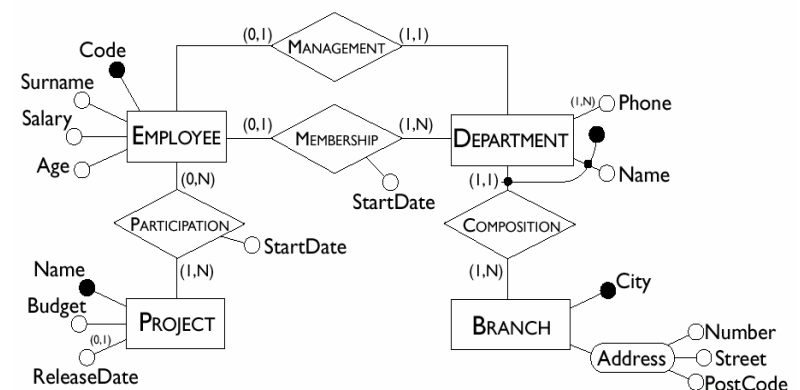 (0,1) MANAGEMENT (1,1)
Code
Surname
Salary
Age
EMPLOYEE
(0,1) MEMBERSHIP (1,N)
StartDate
DEPARTMENT
(1,N) Phone
Name
(0,N)
PARTICIPATION
StartDate
(1,N)
(1,1)
COMPOSITION
(1,N)
Name
Budget
(0,1)
ReleaseDate
PROJECT
BRANCH
City
Address
Number
Street
PostCode